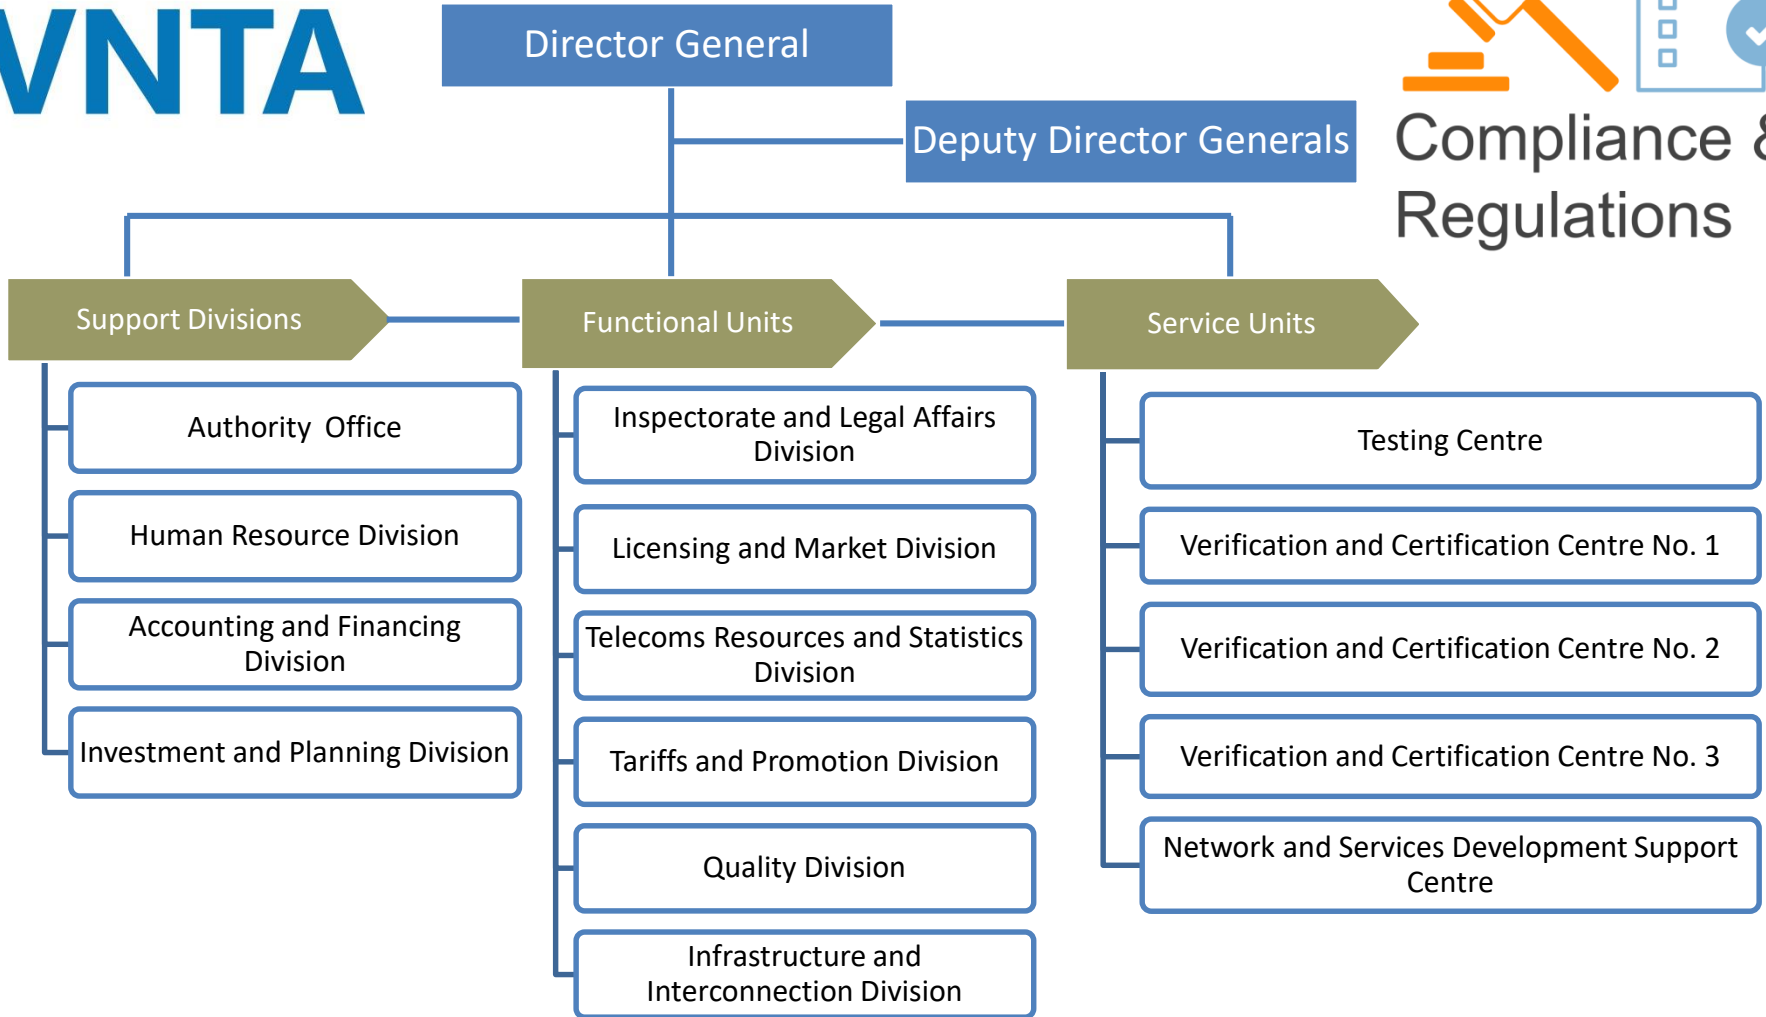 VNTA
Director General
Deputy Director Generals
Compliance &
Regulations
Support Divisions
Functional Units
Service Units
Authority Office
Human Resource Division
Accounting and Financing
Division
Investment and Planning Division
Inspectorate and Legal Affairs
Division
Licensing and Market Division
Telecoms Resources and Statistics
Division
Tariffs and Promotion Division
Quality Division
Infrastructure and
Interconnection Division
Testing Centre
Verification and Certification Centre No. 1
Verification and Certification Centre No. 2
Verification and Certification Centre No. 3
Network and Services Development Support
Centre